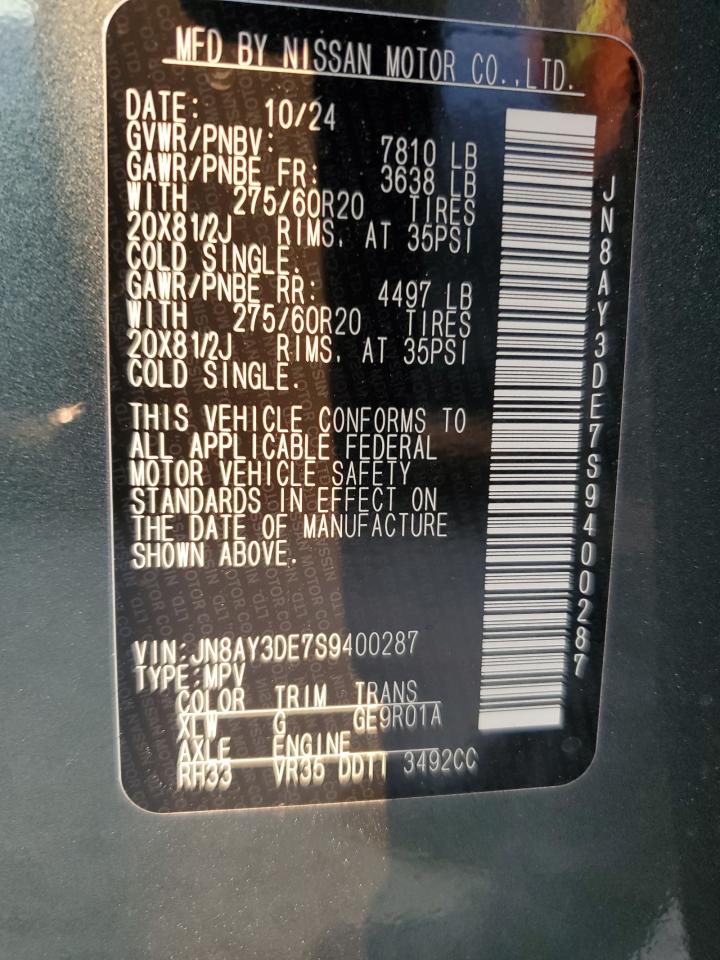 MFD BY NISSAN MOTOR CO.,LTD.
DATE: 10/24
GVWR/PNBV: 7810 LB
GAWR/PNBE FR: 3638 LB
WITH 275/60R20 TIRES
20X81/2J RIMS. AT 35PSI
COLD SINGLE.
GAWR/PNBE RR: 4497 LB
WITH 275/60R20 TIRES
20X81/2J RIMS. AT 35PSI
COLD SINGLE.
THIS VEHICLE CONFORMS TO
ALL APPLICABLE FEDERAL
MOTOR VEHICLE SAFETY
STANDARDS IN EFFECT ON
THE DATE OF MANUFACTURE
SHOWN ABOVE.
VIN:JN8AY3DE7S9400287
TYPE:MPV
COLOR TRIM TRANS
XLW G GE9R01A
AXLE ENGINE
RH33 VR35 DDTT 3492CC
JN8AY3DE7S9400287